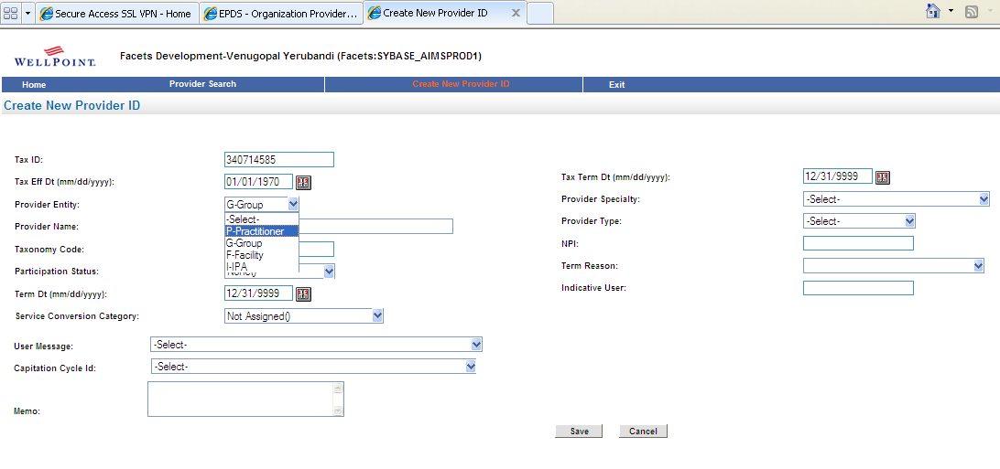 Secure Access SSL VPN - Home
EPDS - Organization Provider...
Create New Provider ID
X
WELLPOINT.
Facets Development-Venugopal Yerubandi (Facets:SYBASE_AIMSPROD1)
Home Provider Search Create New Provider ID Exit
Create New Provider ID
Tax ID: 340714585
Tax Eff Dt (mm/dd/yyyy): 01/01/1970
Tax Term Dt (mm/dd/yyyy): 12/31/9999
Provider Entity: G-Group
Provider Specialty: -Select-
-Select-
P-Practitioner
G-Group
F-Facility
I-IPA
Provider Name:
Provider Type: -Select-
Taxonomy Code:
NPI:
Participation Status: None()
Term Reason:
Term Dt (mm/dd/yyyy): 12/31/9999
Indicative User:
Service Conversion Category: Not Assigned()
User Message: -Select-
Capitation Cycle Id: -Select-
Memo:
Save Cancel